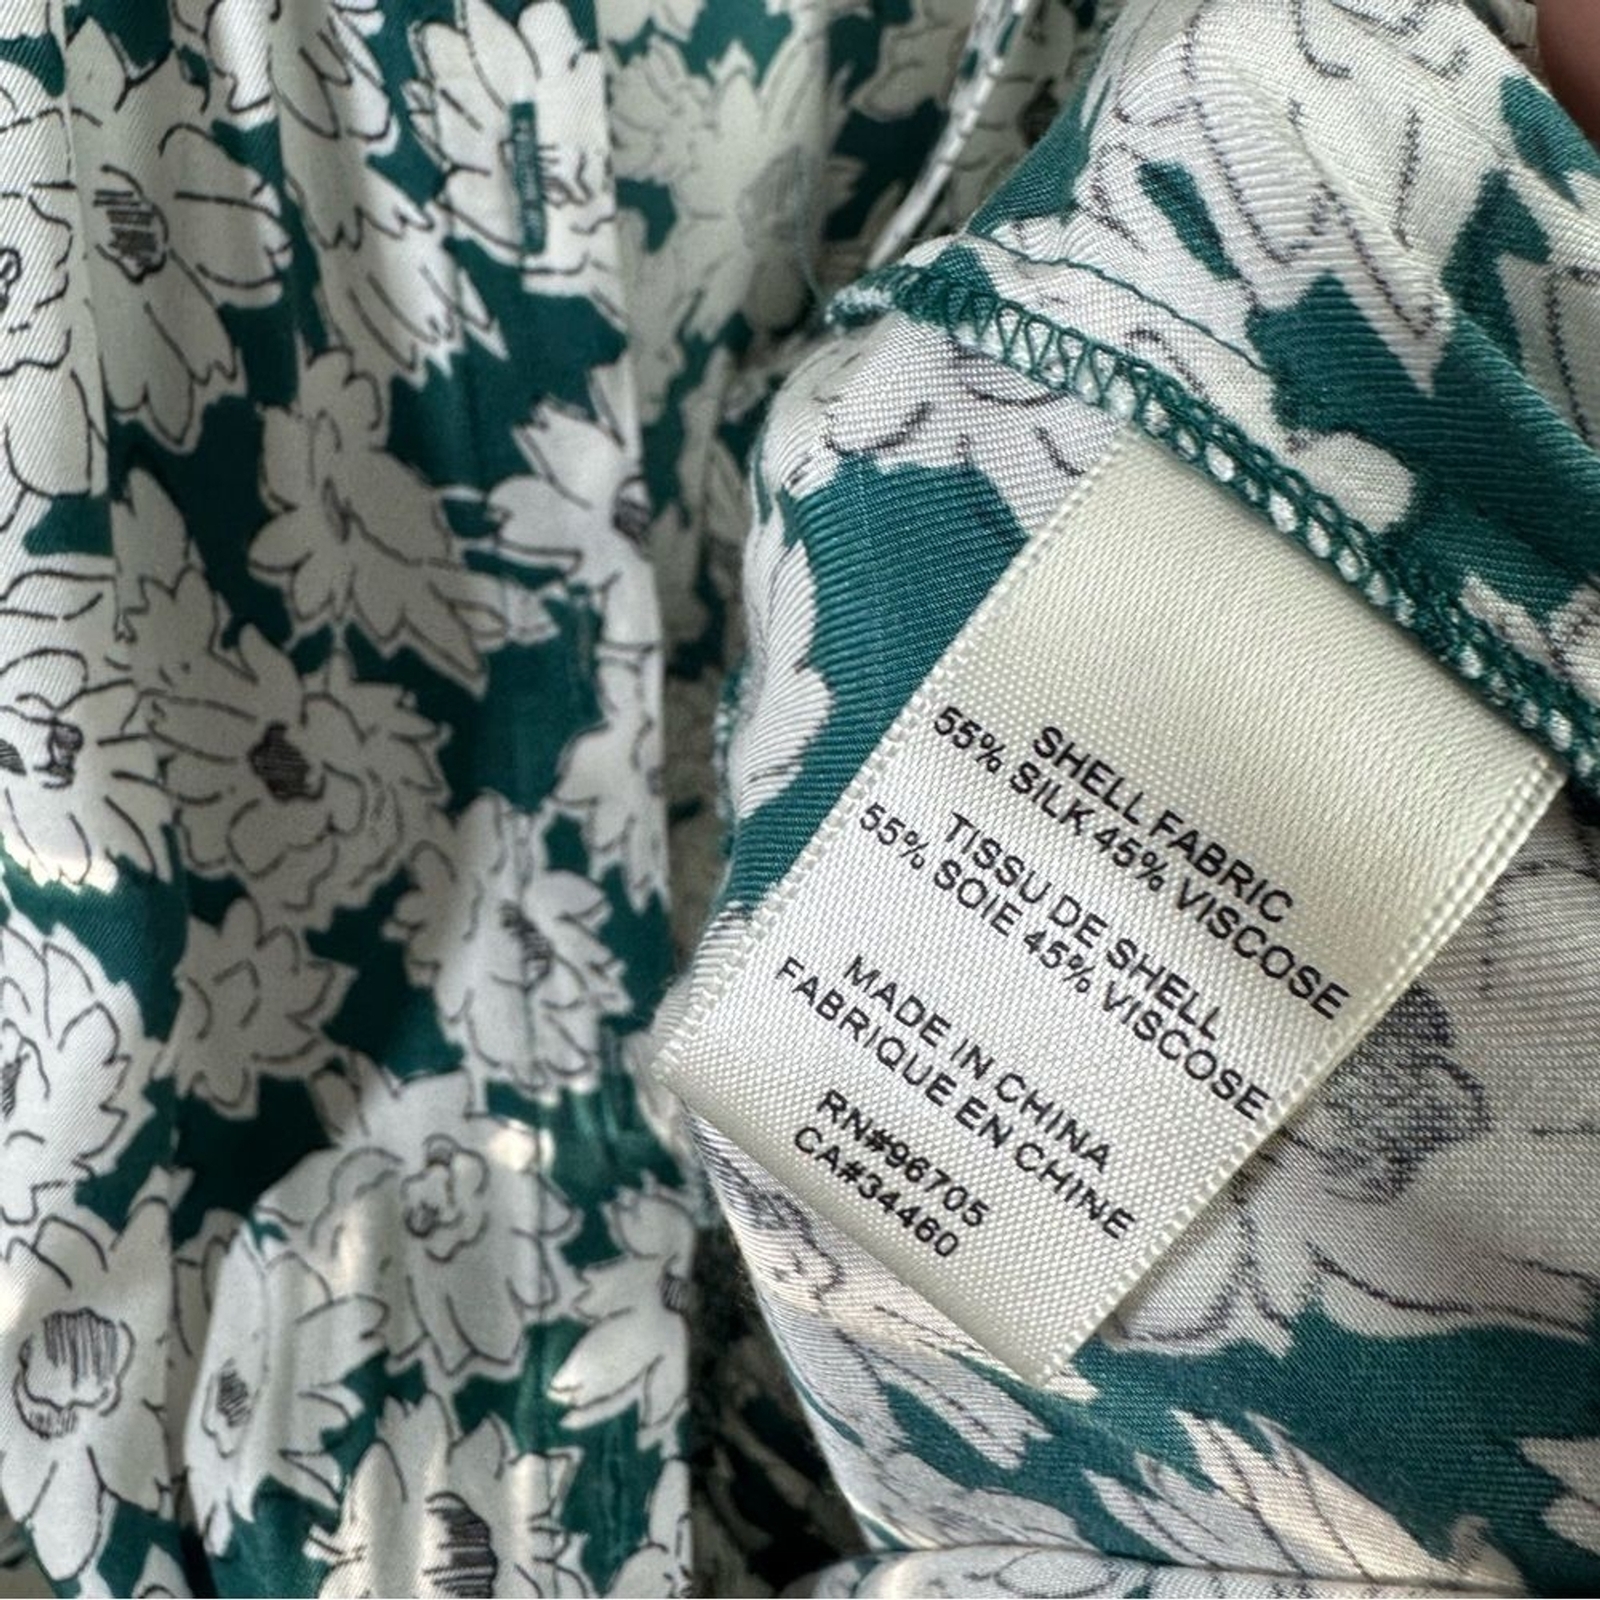 SHELL FABRIC
55% SILK 45% VISCOSE
TISSU DE SHELL
55% SOIE 45% VISCOSE
MADE IN CHINA
FABRIQUE EN CHINE
RN#96705
CA#34460